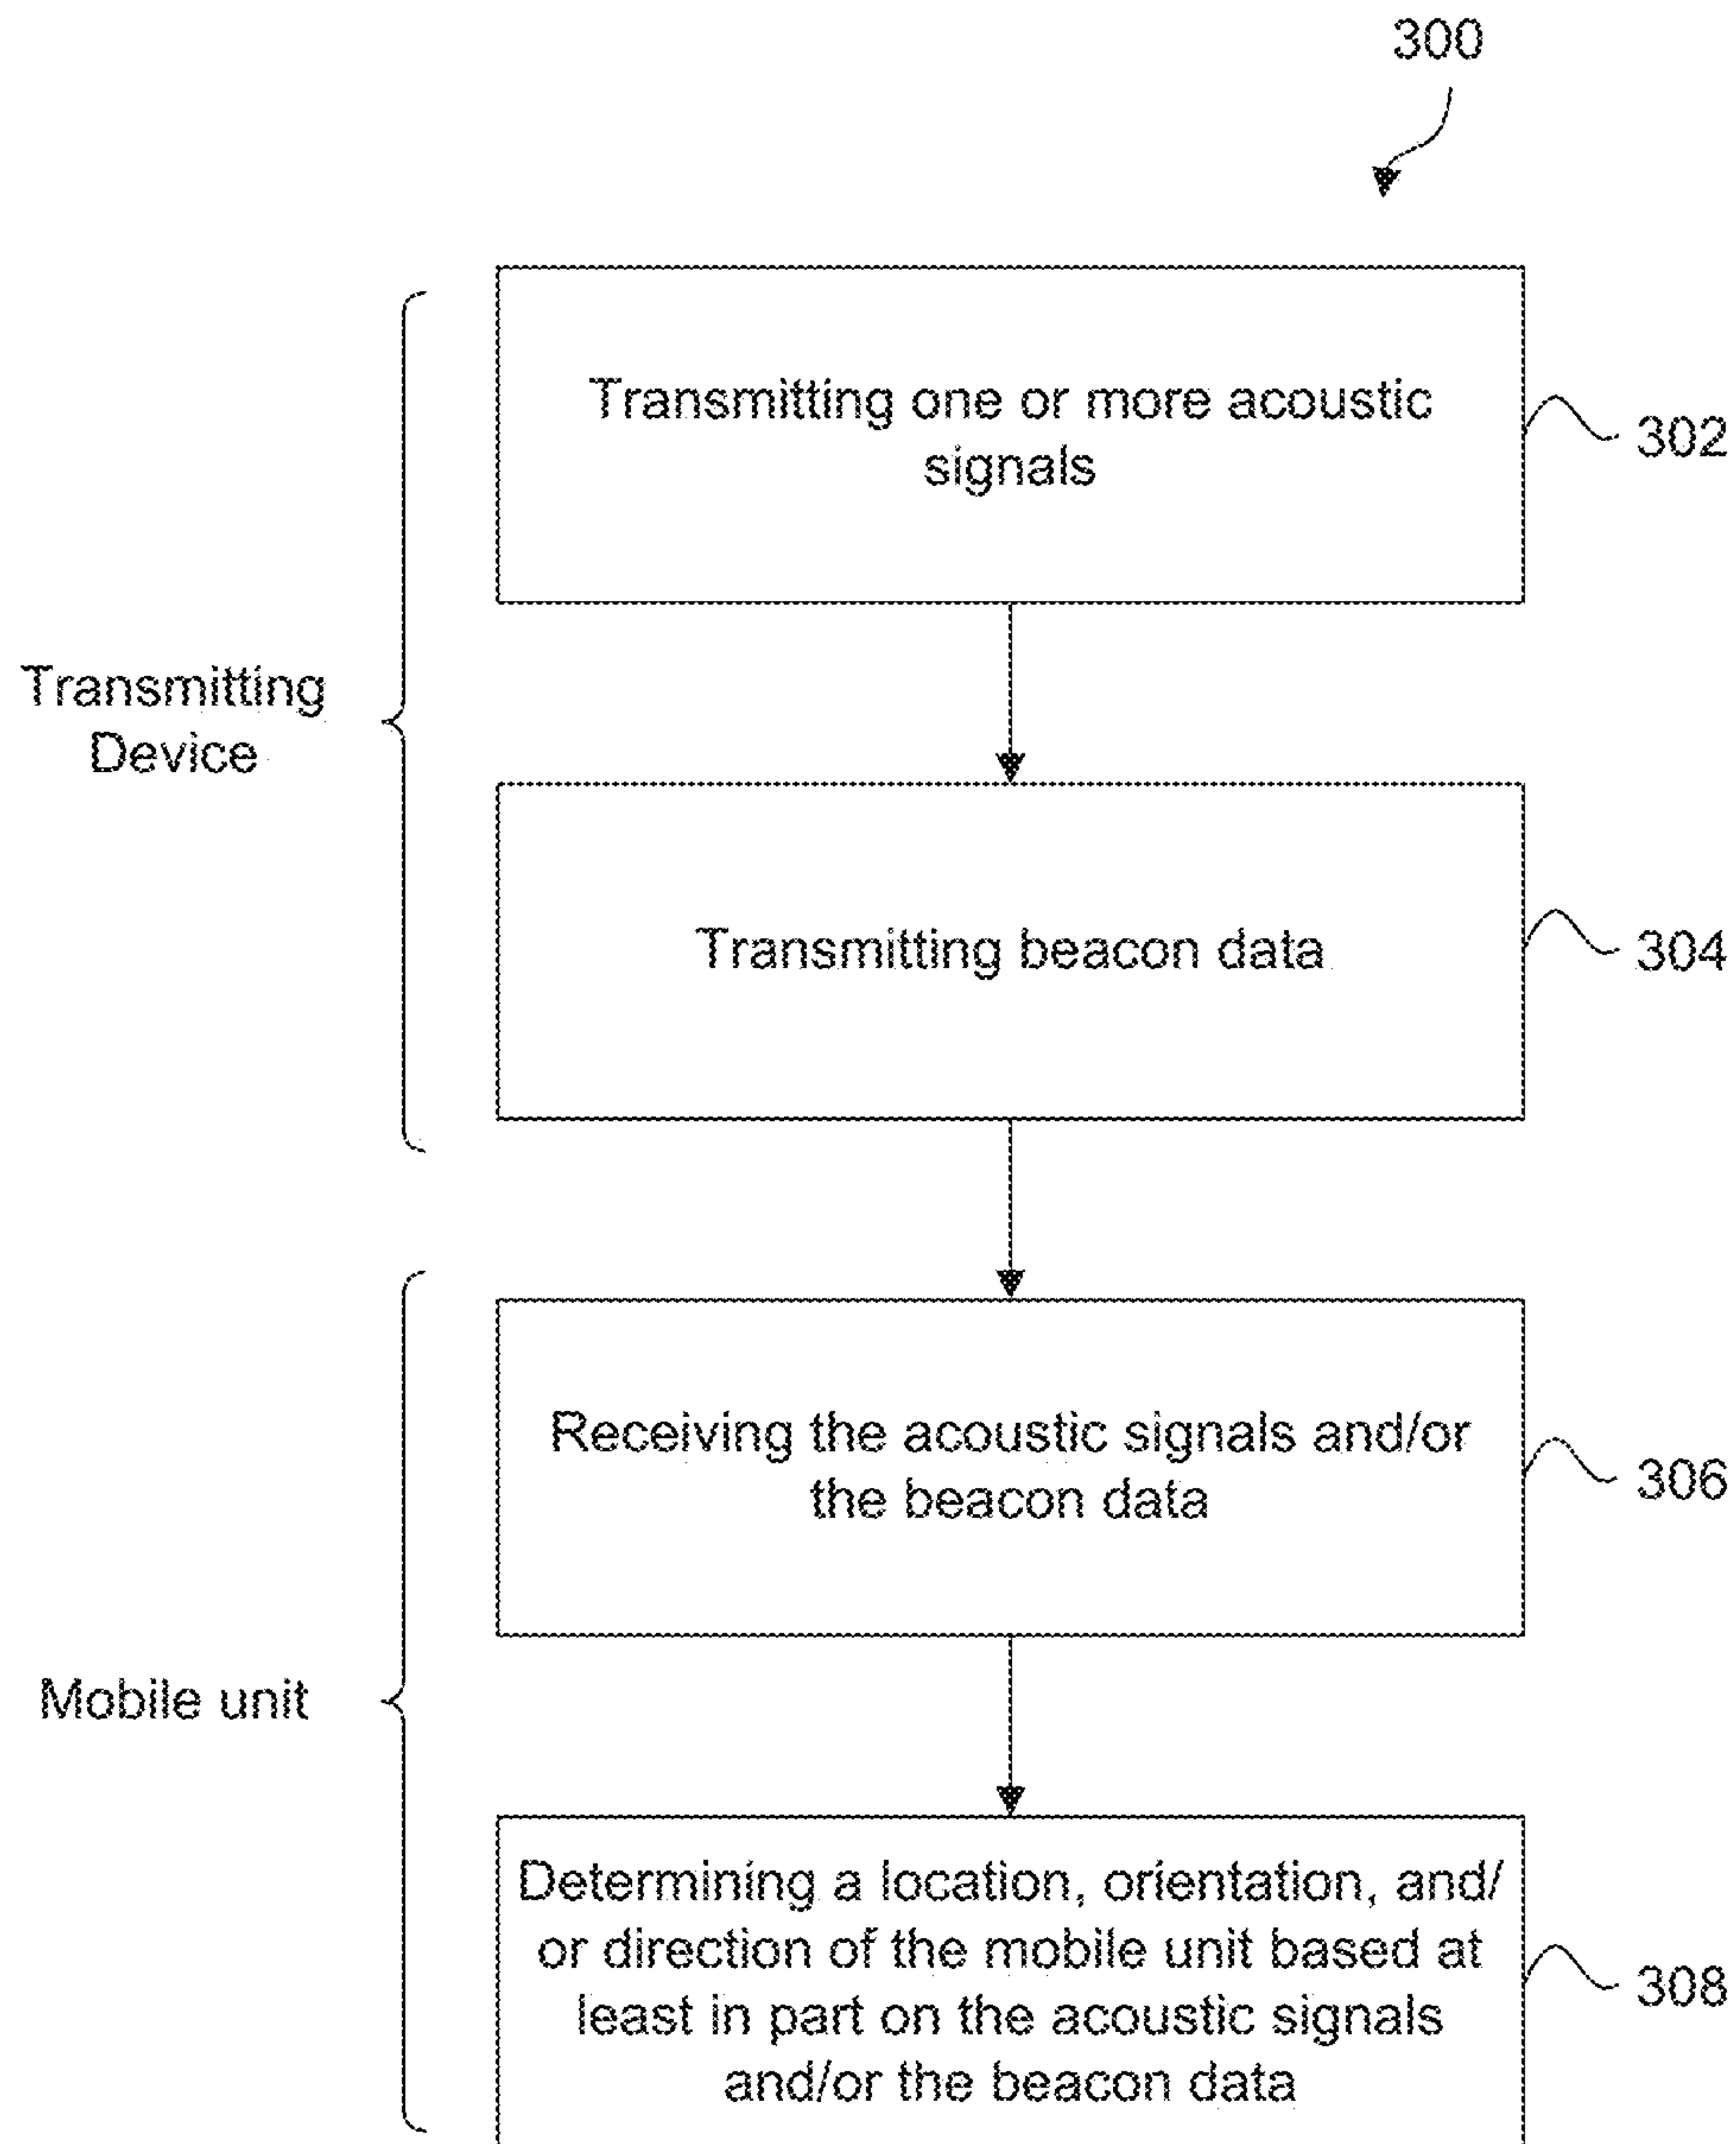 300
Transmitting one or more acoustic
signals
302
Transmitting
Device
Transmitting beacon data
304
Receiving the acoustic signals and/or
the beacon data
306
Mobile unit
Determining a location, orientation, and/
or direction of the mobile unit based at
least in part on the acoustic signals
and/or the beacon data
308